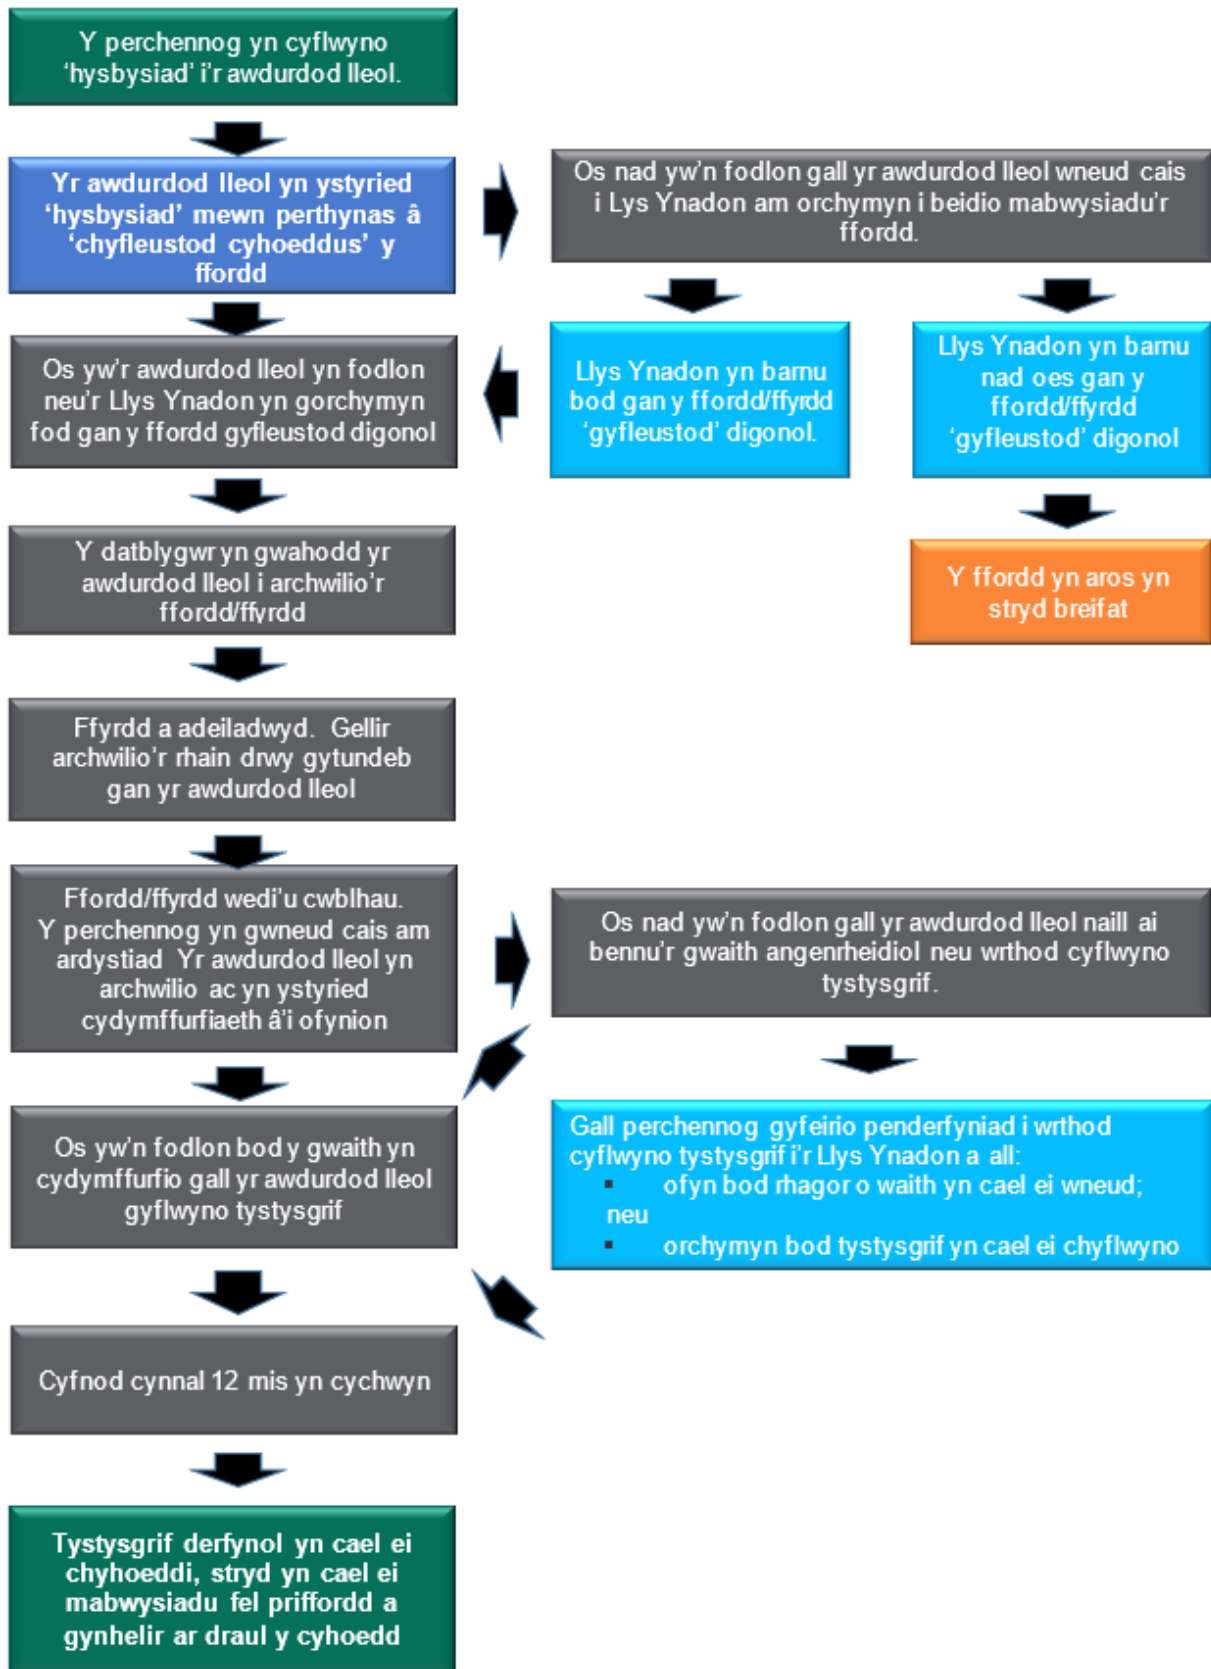 Y perchennog yn cyflwyno
‘hysbysiad’ i’r awdurdod lleol.
Yr awdurdod lleol yn ystyried
‘hysbysiad’ mewn perthynas â
‘chyfleustod cyhoeddus’ y
ffordd
Os nad yw’n fodlon gall yr awdurdod lleol wneud cais
i Lys Ynadon am orchymyn i beidio mabwysiadu’r
ffordd.
Os yw’r awdurdod lleol yn fodlon
neu’r Llys Ynadon yn gorchymyn
fod gan y ffordd gyfleustod digonol
Llys Ynadon yn barnu
bod gan y ffordd/ffyrdd
‘gyfleustod’ digonol.
Llys Ynadon yn barnu
nad oes gan y
ffordd/ffyrdd
‘gyfleustod’ digonol
Y datblygwr yn gwahodd yr
awdurdod lleol i archwilio’r
ffordd/ffyrdd
Y ffordd yn aros yn
stryd breifat
Ffyrdd a adeiladwyd. Gellir
archwilio’r rhain drwy gytundeb
gan yr awdurdod lleol
Ffordd/ffyrdd wedi’u cwblhau.
Y perchennog yn gwneud cais am
ardystiad Yr awdurdod lleol yn
archwilio ac yn ystyried
cydymffurfiaeth â’i ofynion
Os nad yw’n fodlon gall yr awdurdod lleol naill ai
bennu’r gwaith angenrheidiol neu wrthod cyflwyno
tystysgrif.
Os yw’n fodlon bod y gwaith yn
cydymffurfio gall yr awdurdod lleol
gyflwyno tystysgrif
Gall perchennog gyfeirio penderfyniad i wrthod
cyflwyno tystysgrif i’r Llys Ynadon a all:
▪ ofyn bod rhagor o waith yn cael ei wneud;
neu
▪ orchymyn bod tystysgrif yn cael ei chyflwyno
Cyfnod cynnal 12 mis yn cychwyn
Tystysgrif derfynol yn cael ei
chyhoeddi, stryd yn cael ei
mabwysiadu fel priffordd a
gynhelir ar draul y cyhoedd